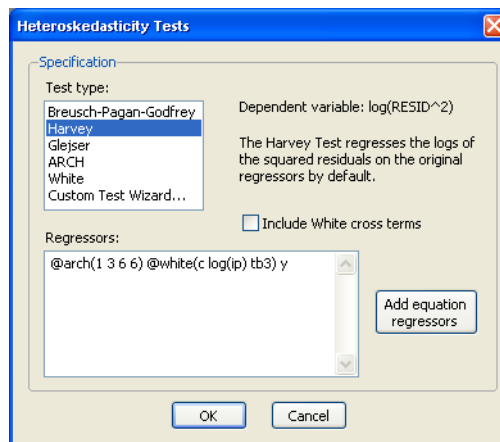 Heteroskedasticity Tests
Specification
Test type:
Breusch-Pagan-Godfrey
Harvey
Glejser
ARCH
White
Custom Test Wizard...
Dependent variable: log(RESID^2)
The Harvey Test regresses the logs
of the squared residuals on the original
regressors by default.
Include White cross terms
Regressors:
@arch(1 3 6 6) @white(c log(ip) tb3) y
Add equation
regressors
OK
Cancel